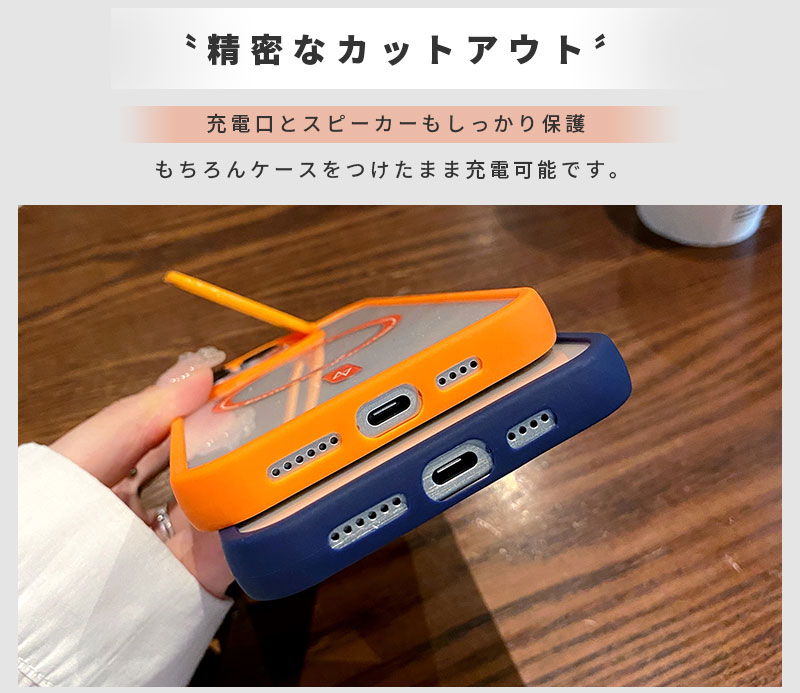 〝精密なカットアウト〞
充電口とスピーカーもしっかり保護
もちろんケースをつけたまま充電可能です。